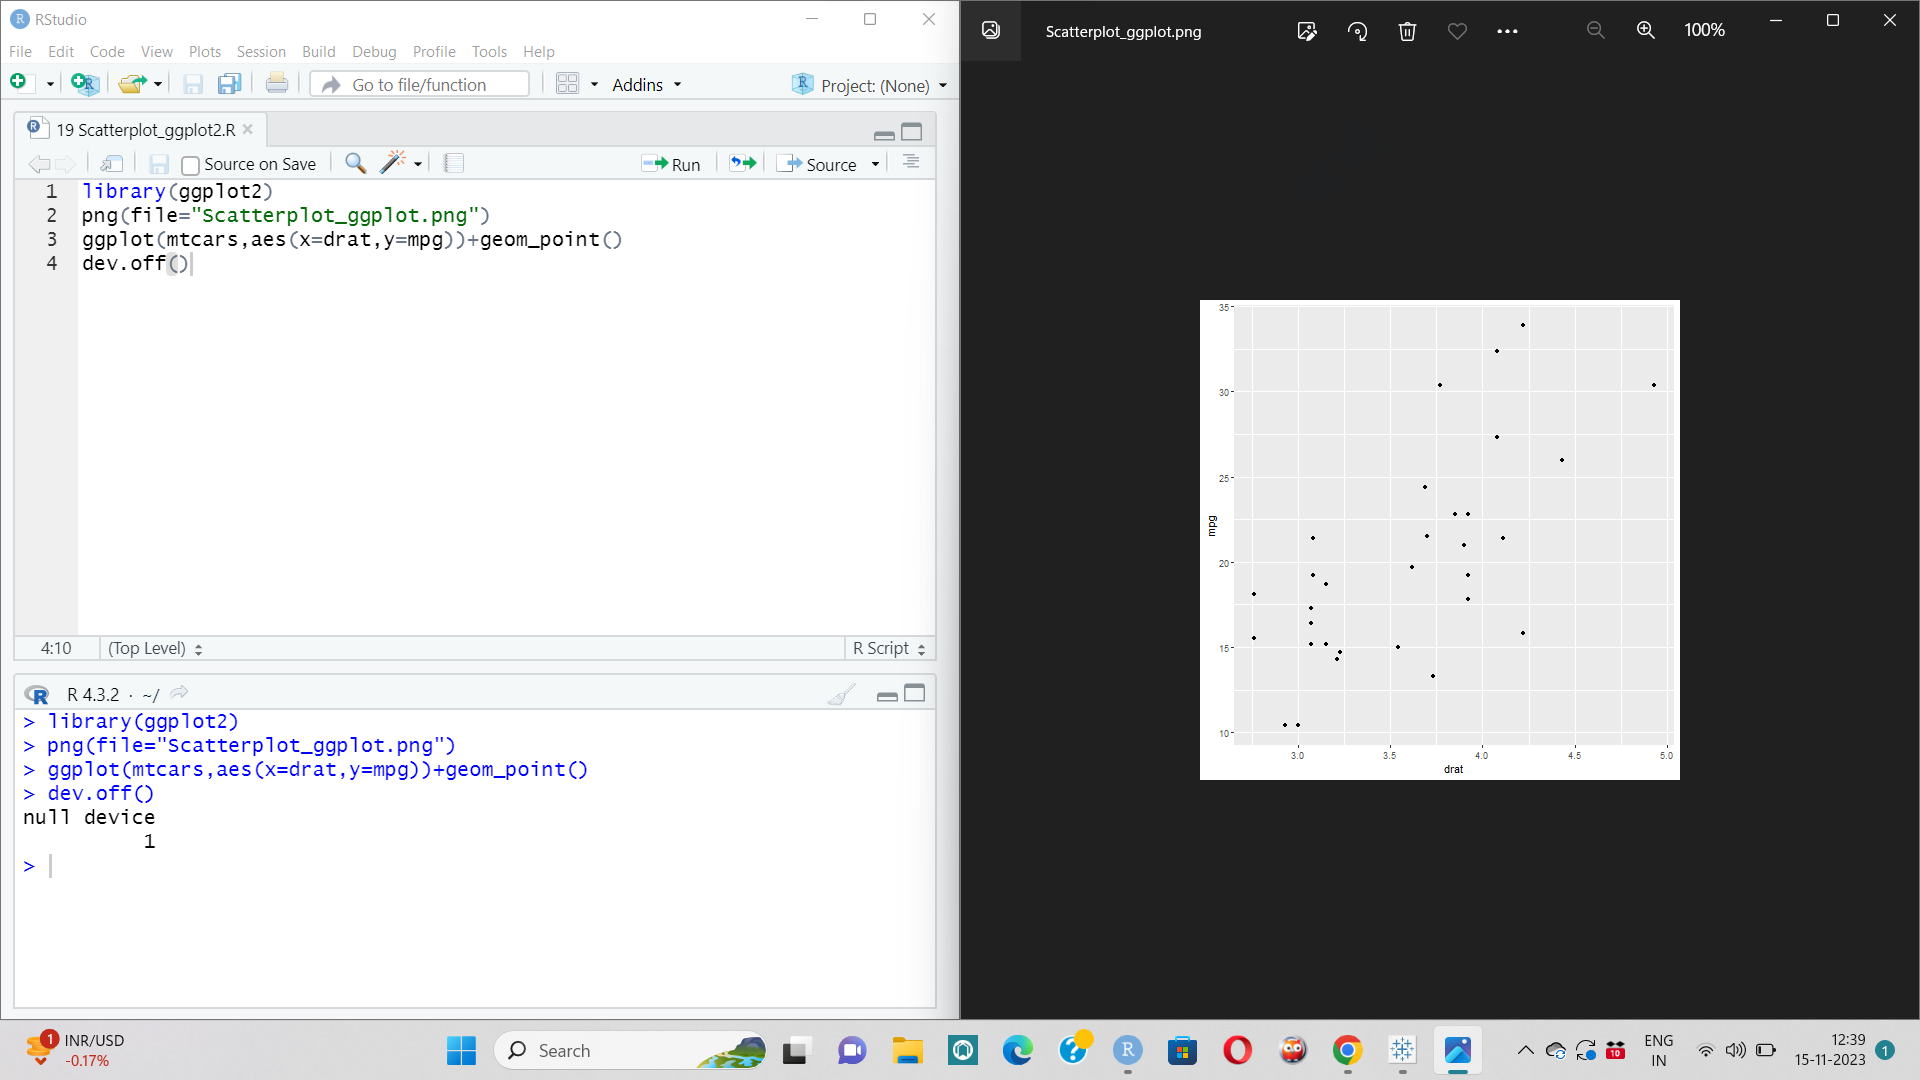 RStudio
File Edit Code View Plots Session Build Debug Profile Tools Help
Go to file/function
Addins
Project: (None)
19 Scatterplot_ggplot2.R
Source on Save
Run
Source
1 library(ggplot2)
2 png(file="Scatterplot_ggplot.png")
3 ggplot(mtcars,aes(x=drat,y=mpg))+geom_point()
4 dev.off()
4:10 (Top Level) R Script
R 4.3.2 · ~/
> library(ggplot2)
> png(file="Scatterplot_ggplot.png")
> ggplot(mtcars,aes(x=drat,y=mpg))+geom_point()
> dev.off()
null device
1
>
Scatterplot_ggplot.png
100%
35
30
25
20
15
10
mpg
3.0 3.5 4.0 4.5 5.0
drat
1
INR/USD
-0.17%
Search
10
ENG
IN
12:39
15-11-2023
1